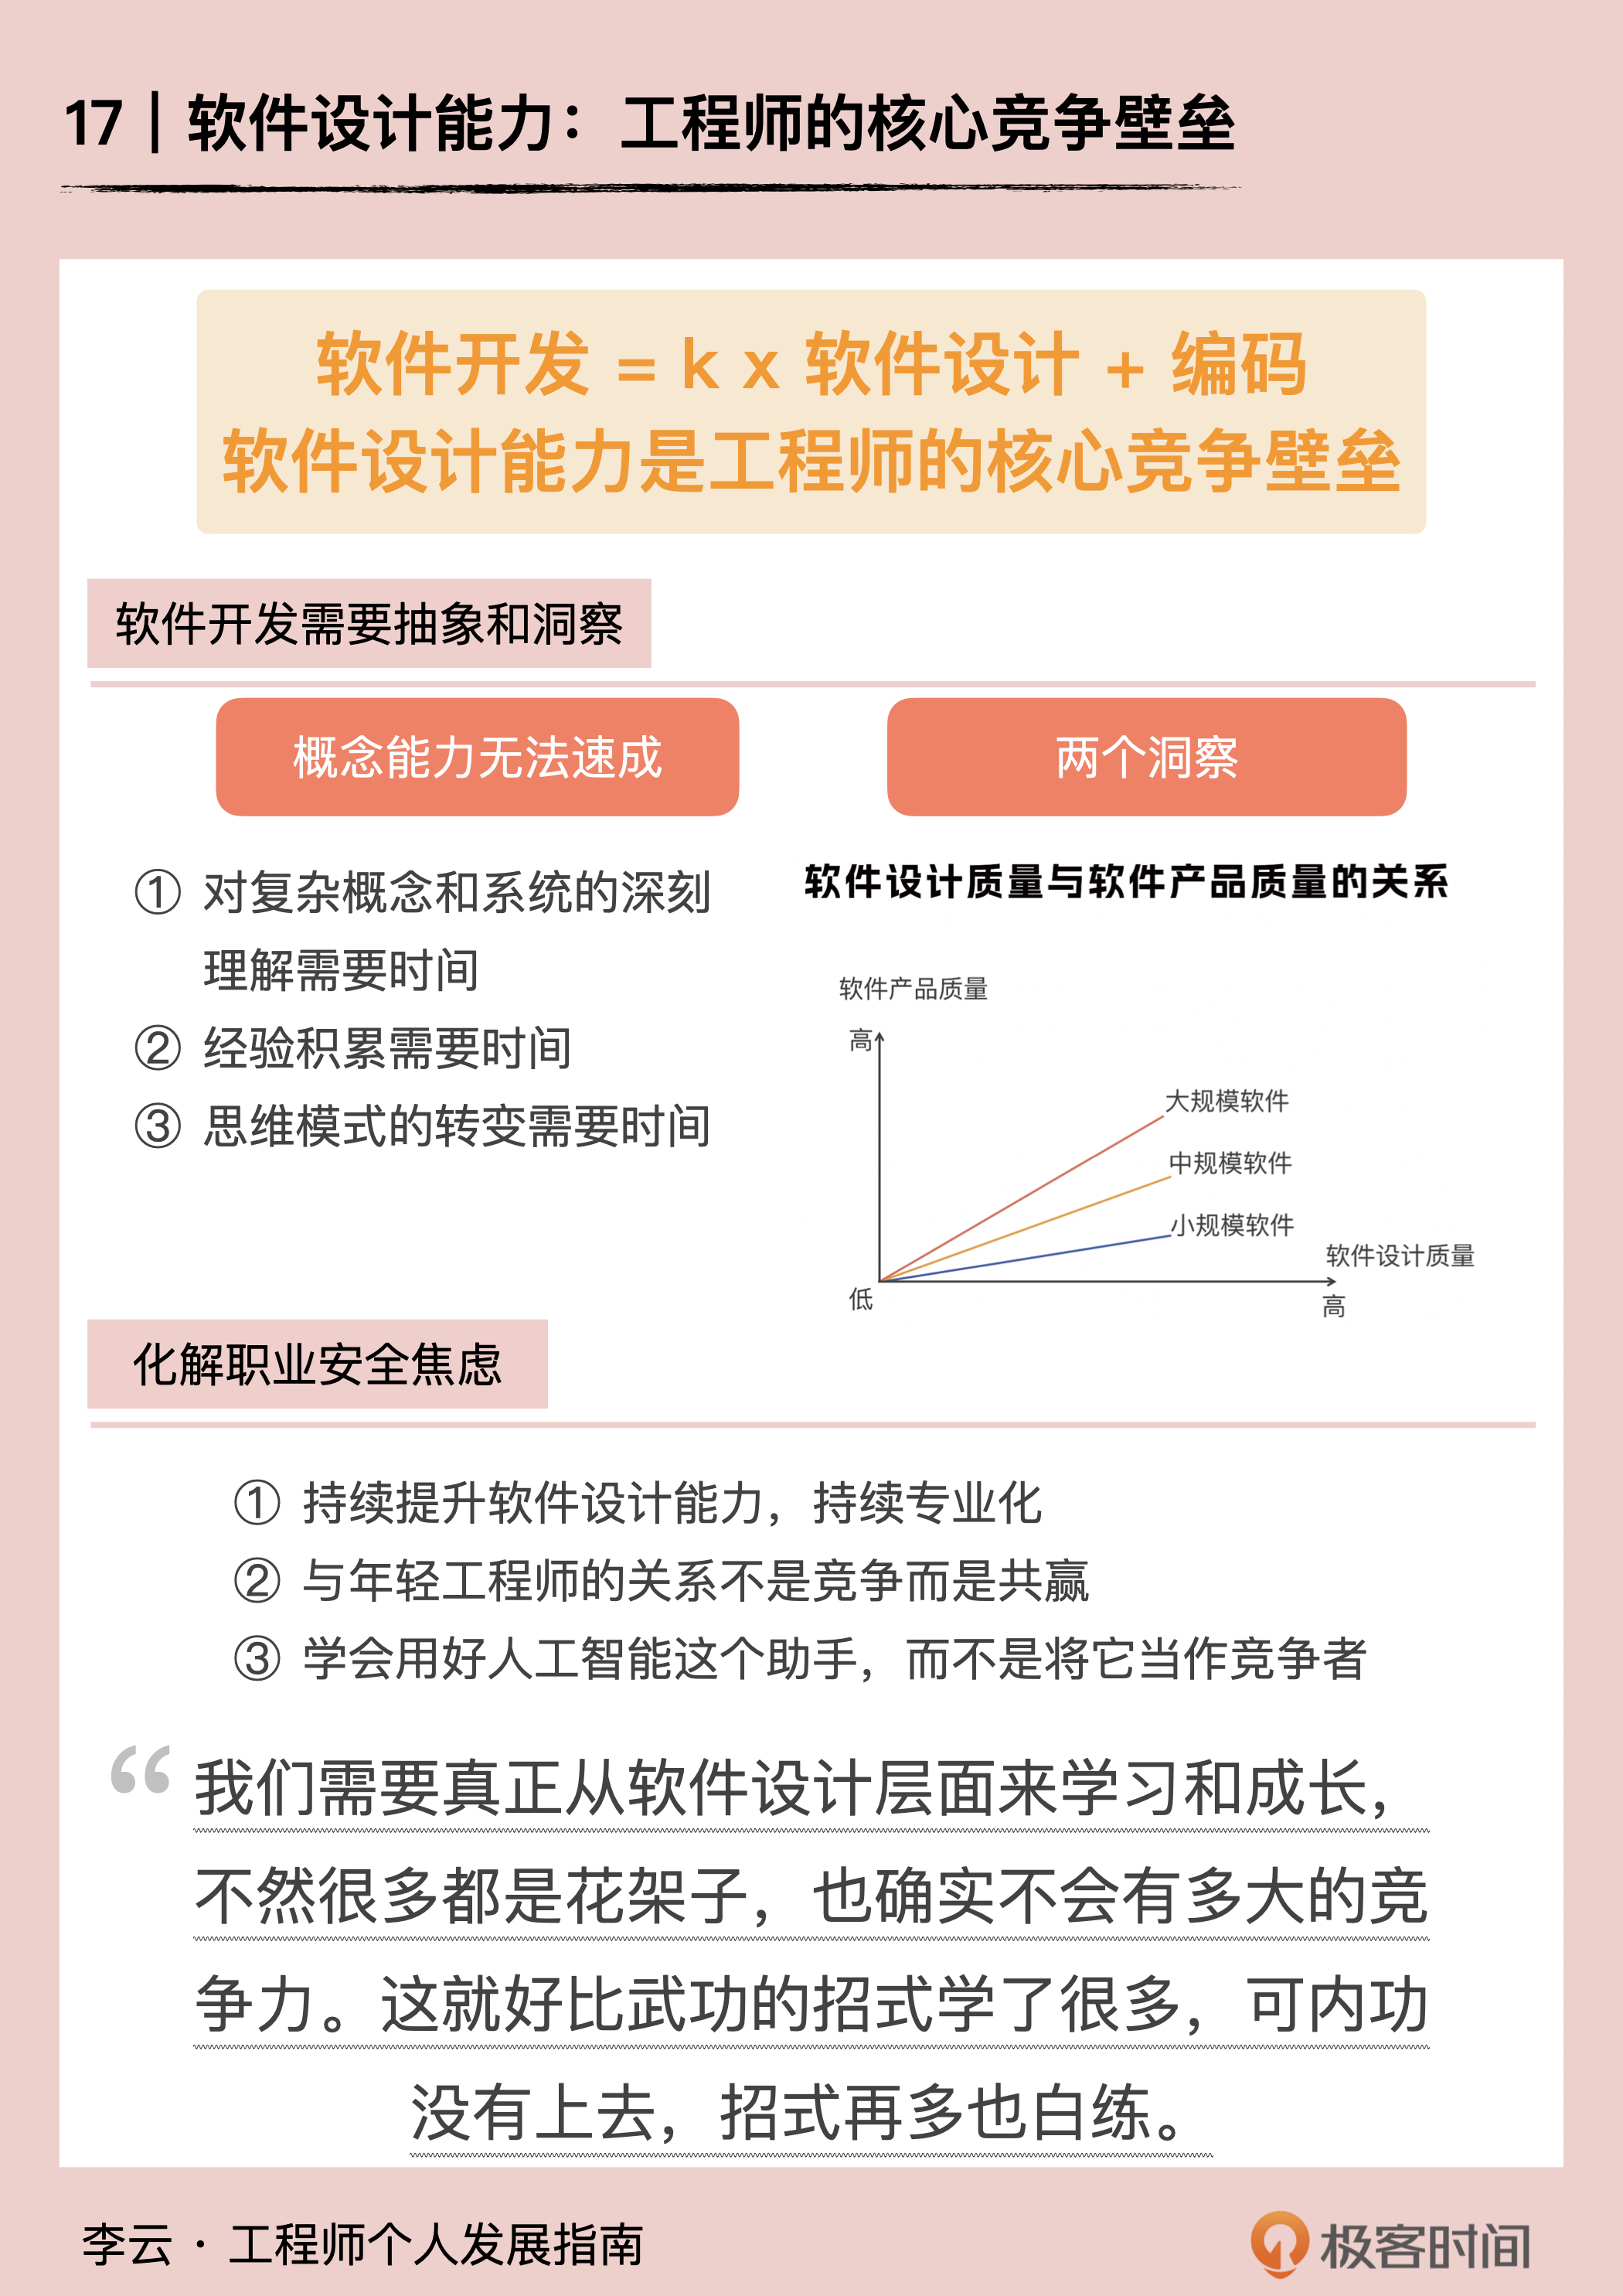 17｜软件设计能力：工程师的核心竞争壁垒
软件开发 = k x 软件设计 + 编码
软件设计能力是工程师的核心竞争壁垒
软件开发需要抽象和洞察
概念能力无法速成
① 对复杂概念和系统的深刻
理解需要时间
② 经验积累需要时间
③ 思维模式的转变需要时间
两个洞察
软件设计质量与软件产品质量的关系
软件产品质量
高
大规模软件
中规模软件
小规模软件
软件设计质量
低
高
化解职业安全焦虑
① 持续提升软件设计能力，持续专业化
② 与年轻工程师的关系不是竞争而是共赢
③ 学会用好人工智能这个助手，而不是将它当作竞争者
“我们需要真正从软件设计层面来学习和成长，
不然很多都是花架子，也确实不会有多大的竞
争力。这就好比武功的招式学了很多，可内功
没有上去，招式再多也白练。
李云 · 工程师个人发展指南
极客时间